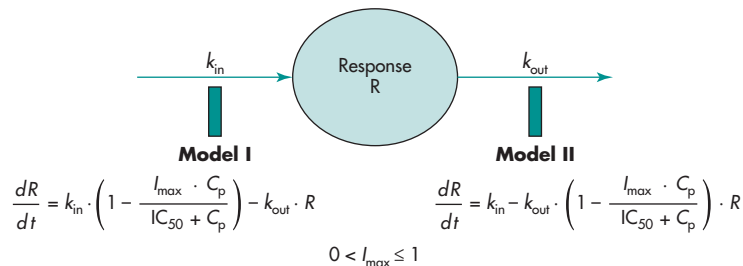 k_in
Response
R
k_out
Model I
Model II
dR/dt = k_in · (1 − (I_max · C_p)/(IC_50 + C_p)) − k_out · R
dR/dt = k_in − k_out · (1 − (I_max · C_p)/(IC_50 + C_p)) · R
0 < I_max ≤ 1